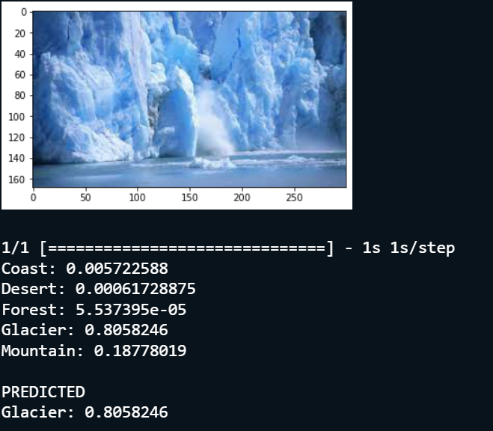 0
20
40
60
80
100
120
140
160
0 50 100 150 200 250
1/1 [==============================] - 1s 1s/step
Coast: 0.005722588
Desert: 0.00061728875
Forest: 5.537395e-05
Glacier: 0.8058246
Mountain: 0.18778019
PREDICTED
Glacier: 0.8058246